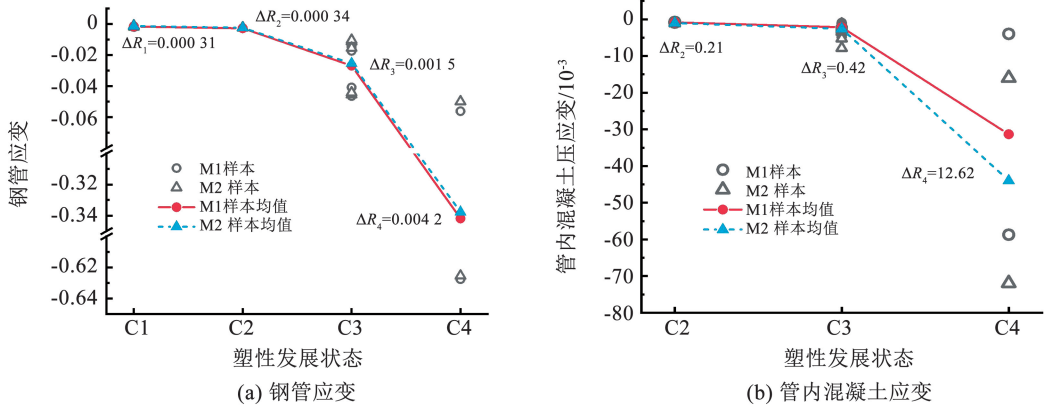 钢管应变
0
-0.02
-0.04
-0.06
-0.32
-0.34
-0.62
-0.64
ΔR₁=0.000 31
ΔR₂=0.000 34
ΔR₃=0.001 5
ΔR₄=0.004 2
M1样本
M2 样本
M1样本均值
M2 样本均值
C1 C2 C3 C4
塑性发展状态
(a) 钢管应变
管内混凝土压应变/10⁻³
0
-10
-20
-30
-40
-50
-60
-70
-80
ΔR₂=0.21
ΔR₃=0.42
ΔR₄=12.62
M1样本
M2 样本
M1样本均值
M2 样本均值
C2 C3 C4
塑性发展状态
(b) 管内混凝土应变